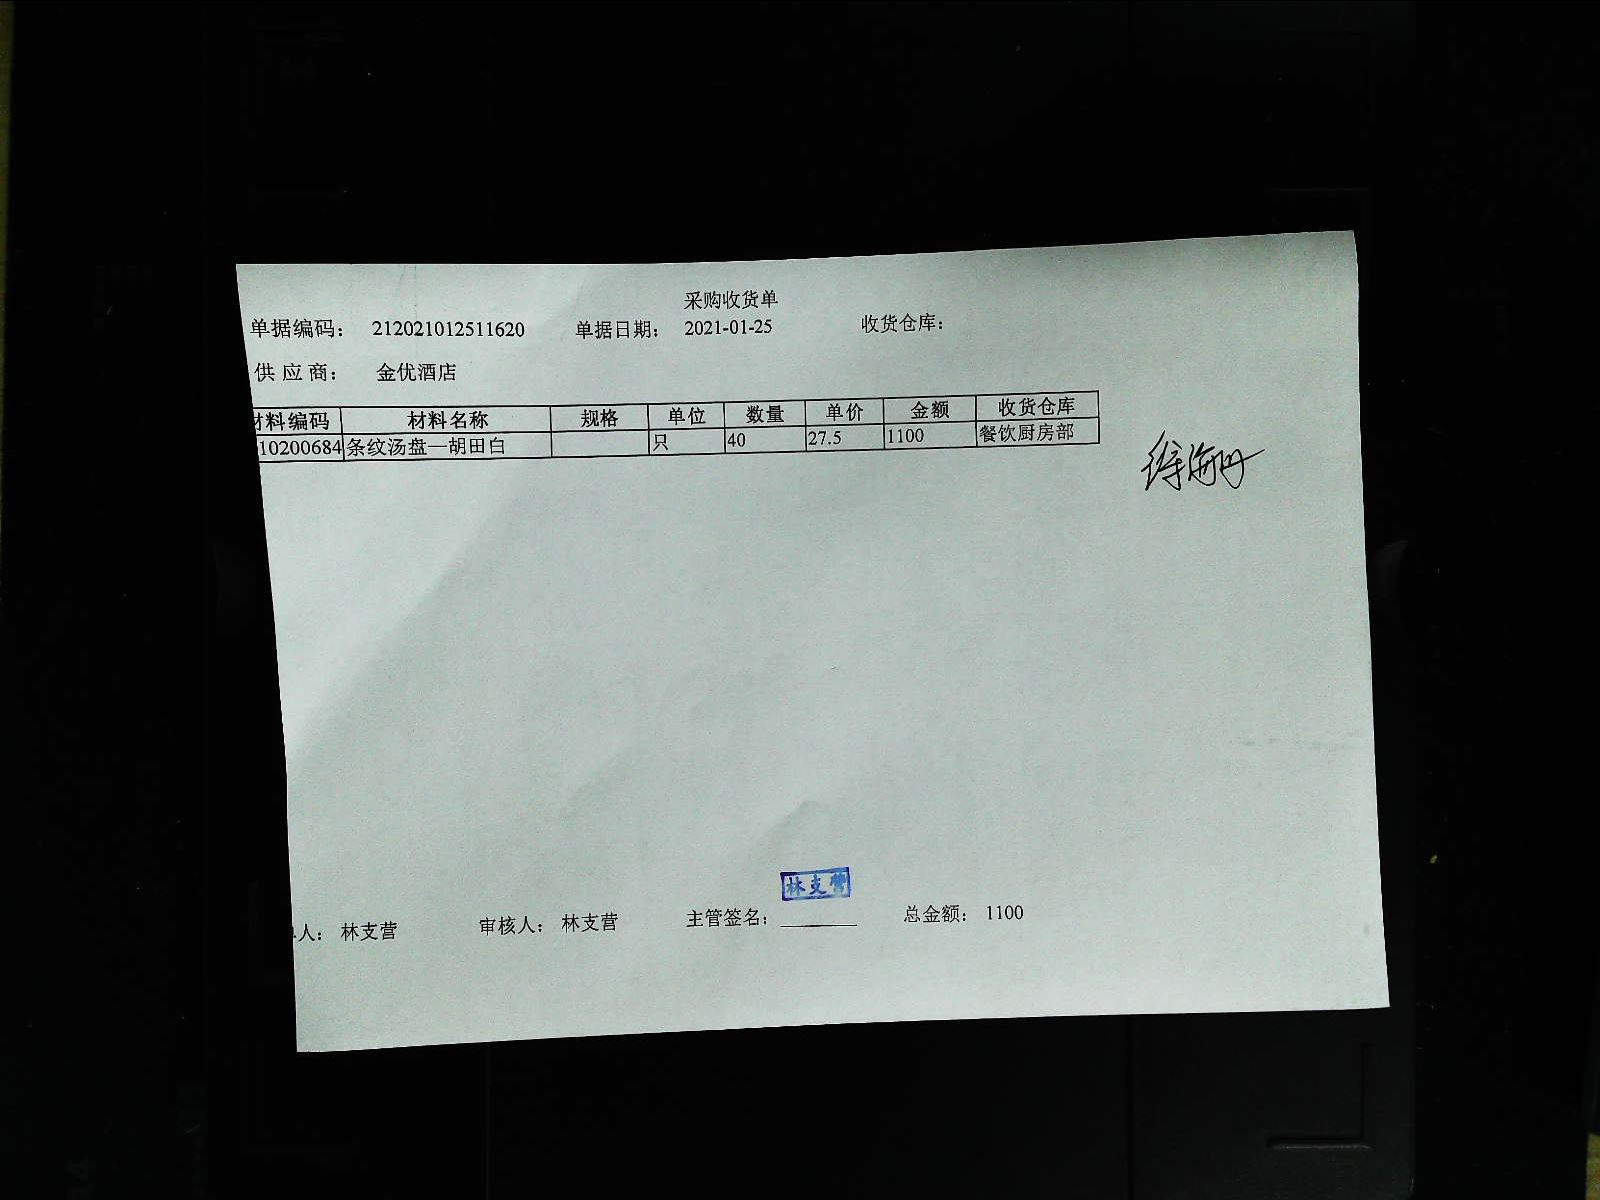 采购收货单
单据编码： 212021012511620 单据日期： 2021-01-25 收货仓库：
供 应 商： 金优酒店
材料编码 材料名称 规格 单位 数量 单价 金额 收货仓库
10200684 条纹汤盘—胡田白 只 40 27.5 1100 餐饮厨房部
林支营
人： 林支营 审核人： 林支营 主管签名： 总金额： 1100